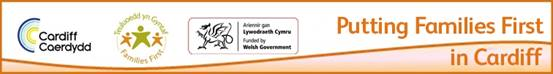 Cardiff
Caerdydd
Teuluoedd yn Gyntaf
Families First
Ariennir gan
Lywodraeth Cymru
Funded by
Welsh Government
Putting Families First
in Cardiff